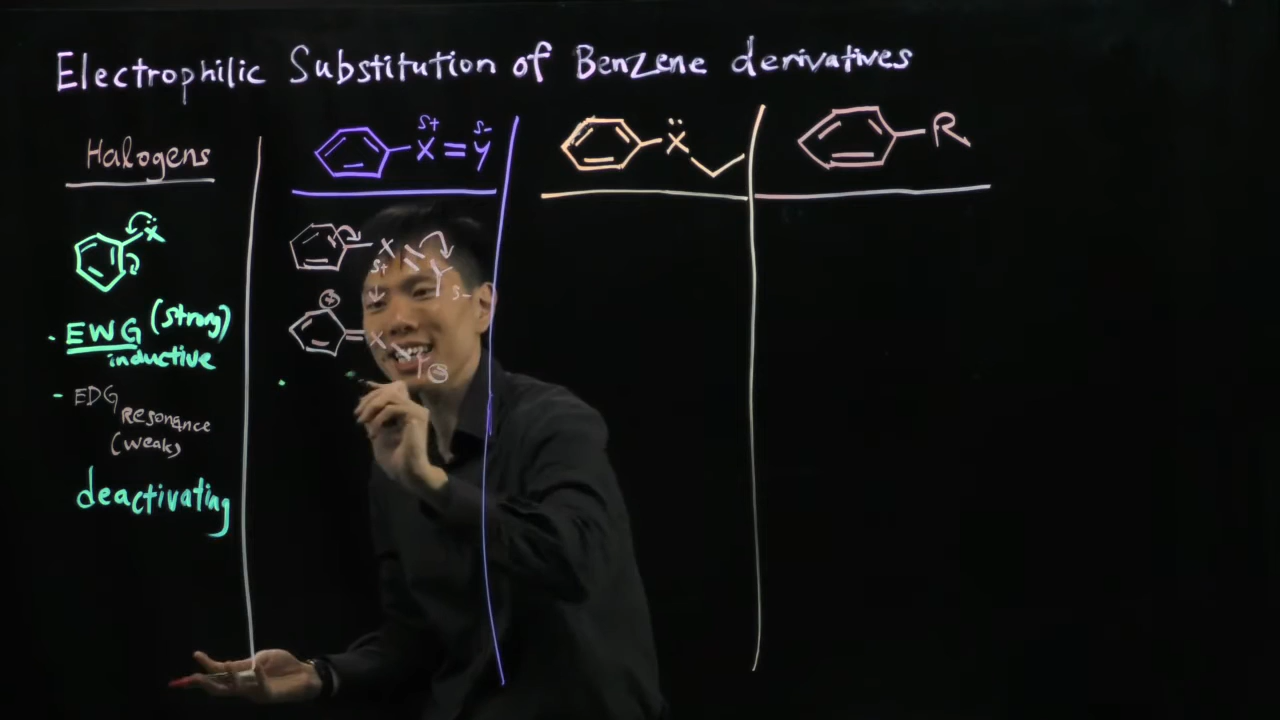 Electrophilic Substitution of Benzene derivatives
Halogens
δ+ δ-
X=Y
Ẍ
R
Ẍ
X Y
δ+ δ-
· EWG (strong)
inductive
⊕
X Y ⊖
- EDG
Resonance
(weak)
deactivating